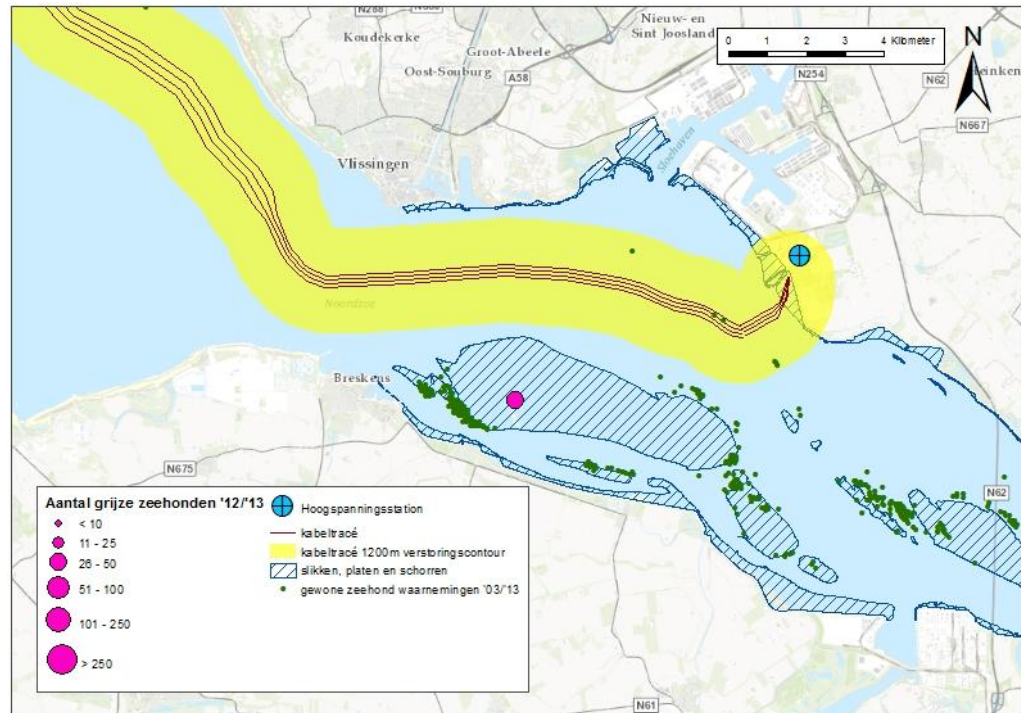 N288
Koudekerke
Nieuw- en
Sint Joosland
Groot-Abeele
Oost-Souburg
A58
0 1 2 3 4 Kilometer
N
N254
N62
einken
N667
Vlissingen
Sloehaven
Noordzee
Breskens
N675
N62
Aantal grijze zeehonden '12/'13
< 10
11 - 25
26 - 50
51 - 100
101 - 250
> 250
Hoogspanningsstation
kabeltracé
kabeltracé 1200m verstoringscontour
slikken, platen en schorren
gewone zeehond waarnemingen '03/'13
N61